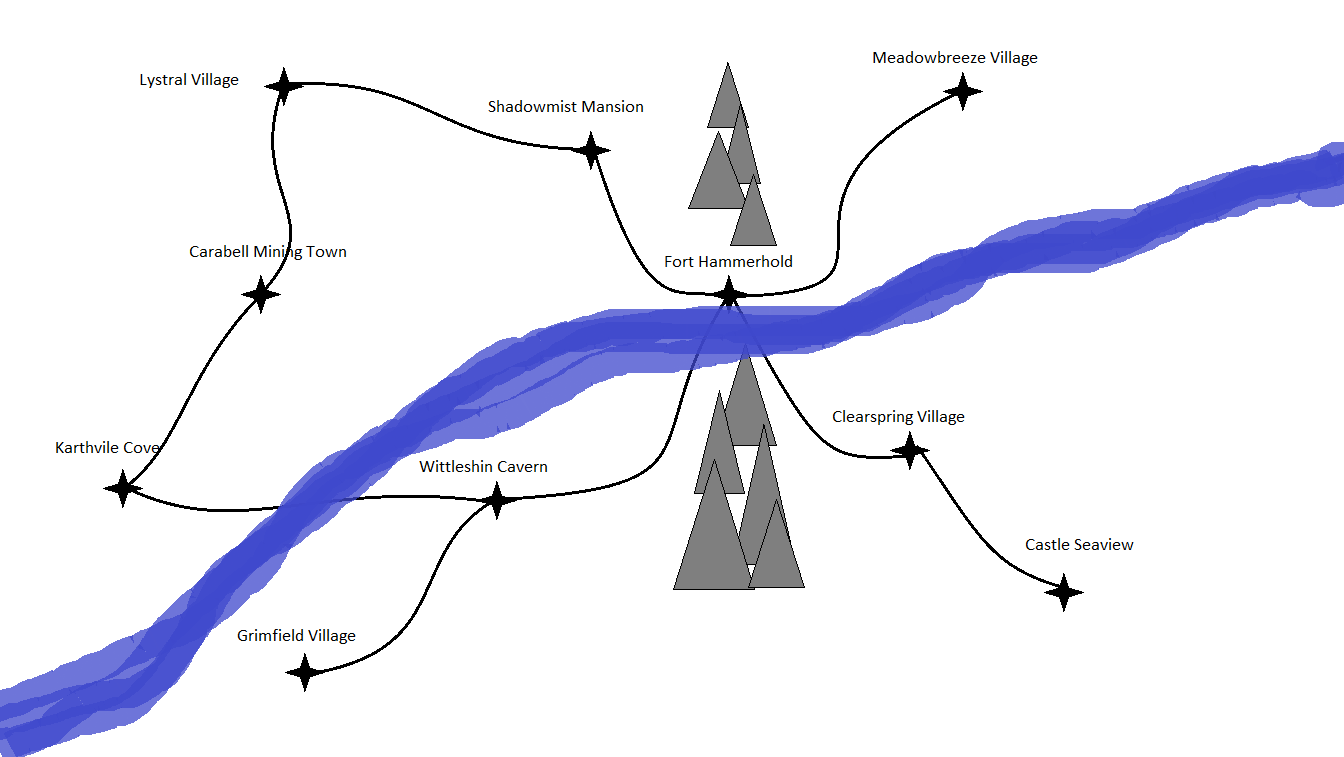 Meadowbreeze Village
Lystral Village
Shadowmist Mansion
Carabell Mining Town
Fort Hammerhold
Clearspring Village
Karthvile Cove
Wittleshin Cavern
Castle Seaview
Grimfield Village